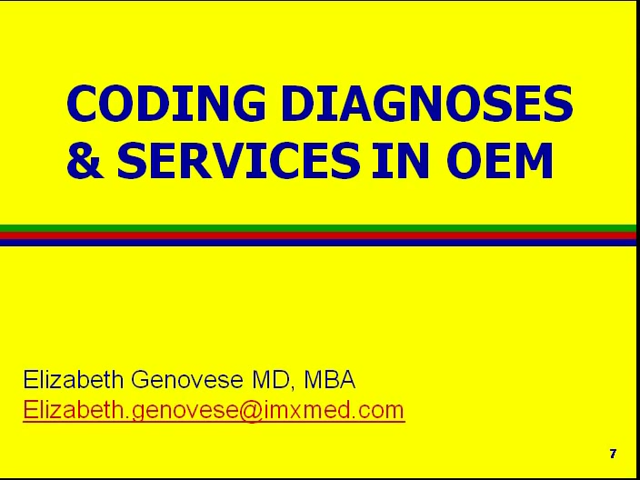 CODING DIAGNOSES
& SERVICES IN OEM
Elizabeth Genovese MD, MBA
Elizabeth.genovese@imxmed.com
7